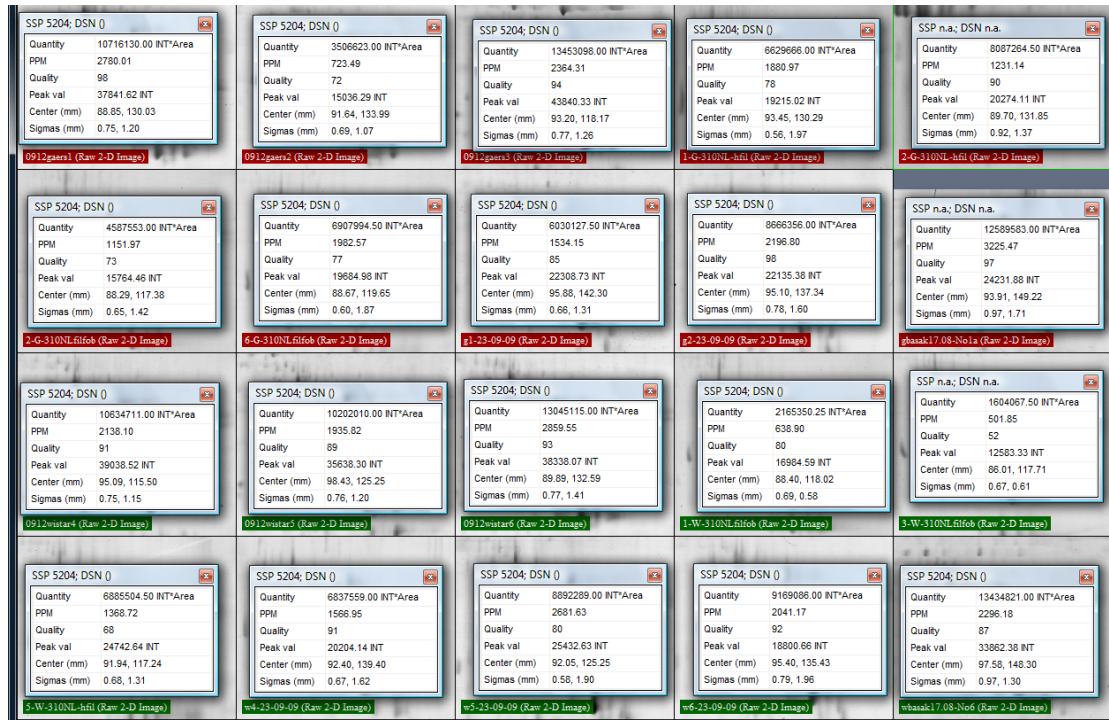 SSP 5204; DSN ()
Quantity 10716130.00 INT*Area
PPM 2780.01
Quality 98
Peak val 37841.62 INT
Center (mm) 88.85, 130.03
Sigmas (mm) 0.75, 1.20
0912gaers1 (Raw 2-D Image)
SSP 5204; DSN ()
Quantity 3506623.00 INT*Area
PPM 723.49
Quality 72
Peak val 15036.29 INT
Center (mm) 91.64, 133.99
Sigmas (mm) 0.69, 1.07
0912gaers2 (Raw 2-D Image)
SSP 5204; DSN ()
Quantity 13453098.00 INT*Area
PPM 2364.31
Quality 94
Peak val 43840.33 INT
Center (mm) 93.20, 118.17
Sigmas (mm) 0.77, 1.26
0912gaers3 (Raw 2-D Image)
SSP 5204; DSN ()
Quantity 6629666.00 INT*Area
PPM 1880.97
Quality 78
Peak val 19215.02 INT
Center (mm) 93.45, 130.29
Sigmas (mm) 0.56, 1.97
1-G-310NL-hfil (Raw 2-D Image)
SSP n.a.; DSN n.a.
Quantity 8087264.50 INT*Area
PPM 1231.14
Quality 90
Peak val 20274.11 INT
Center (mm) 89.70, 131.85
Sigmas (mm) 0.92, 1.37
2-G-310NL-hfil (Raw 2-D Image)
SSP 5204; DSN ()
Quantity 4587553.00 INT*Area
PPM 1151.97
Quality 73
Peak val 15764.46 INT
Center (mm) 88.29, 117.38
Sigmas (mm) 0.65, 1.42
2-G-310NLfilfob (Raw 2-D Image)
SSP 5204; DSN ()
Quantity 6907994.50 INT*Area
PPM 1982.57
Quality 77
Peak val 19684.98 INT
Center (mm) 88.67, 119.65
Sigmas (mm) 0.60, 1.87
6-G-310NLfilfob (Raw 2-D Image)
SSP 5204; DSN ()
Quantity 6030127.50 INT*Area
PPM 1534.15
Quality 85
Peak val 22308.73 INT
Center (mm) 95.88, 142.30
Sigmas (mm) 0.66, 1.31
g1-23-09-09 (Raw 2-D Image)
SSP 5204; DSN ()
Quantity 8666356.00 INT*Area
PPM 2196.80
Quality 98
Peak val 22135.38 INT
Center (mm) 95.10, 137.34
Sigmas (mm) 0.78, 1.60
g2-23-09-09 (Raw 2-D Image)
SSP n.a.; DSN n.a.
Quantity 12589583.00 INT*Area
PPM 3225.47
Quality 97
Peak val 24231.88 INT
Center (mm) 93.91, 149.22
Sigmas (mm) 0.97, 1.71
gbasak17.08-No1a (Raw 2-D Image)
SSP 5204; DSN ()
Quantity 10634711.00 INT*Area
PPM 2138.10
Quality 91
Peak val 39038.52 INT
Center (mm) 95.09, 115.50
Sigmas (mm) 0.75, 1.15
0912wistar4 (Raw 2-D Image)
SSP 5204; DSN ()
Quantity 10202010.00 INT*Area
PPM 1935.82
Quality 89
Peak val 35638.30 INT
Center (mm) 98.43, 125.25
Sigmas (mm) 0.76, 1.20
0912wistar5 (Raw 2-D Image)
SSP 5204; DSN ()
Quantity 13045115.00 INT*Area
PPM 2859.55
Quality 93
Peak val 38338.07 INT
Center (mm) 89.89, 132.59
Sigmas (mm) 0.77, 1.41
0912wistar6 (Raw 2-D Image)
SSP 5204; DSN ()
Quantity 2165350.25 INT*Area
PPM 638.90
Quality 80
Peak val 16984.59 INT
Center (mm) 88.40, 118.02
Sigmas (mm) 0.69, 0.58
1-W-310NLfilfob (Raw 2-D Image)
SSP n.a.; DSN n.a.
Quantity 1604067.50 INT*Area
PPM 501.85
Quality 52
Peak val 12583.33 INT
Center (mm) 86.01, 117.71
Sigmas (mm) 0.67, 0.61
3-W-310NLfilfob (Raw 2-D Image)
SSP 5204; DSN ()
Quantity 6885504.50 INT*Area
PPM 1368.72
Quality 68
Peak val 24742.64 INT
Center (mm) 91.94, 117.24
Sigmas (mm) 0.68, 1.31
5-W-310NL-hfil (Raw 2-D Image)
SSP 5204; DSN ()
Quantity 6837559.00 INT*Area
PPM 1566.95
Quality 91
Peak val 20204.14 INT
Center (mm) 92.40, 139.40
Sigmas (mm) 0.67, 1.62
w4-23-09-09 (Raw 2-D Image)
SSP 5204; DSN ()
Quantity 8892289.00 INT*Area
PPM 2681.63
Quality 80
Peak val 25432.63 INT
Center (mm) 92.05, 125.25
Sigmas (mm) 0.58, 1.90
w5-23-09-09 (Raw 2-D Image)
SSP 5204; DSN ()
Quantity 9169086.00 INT*Area
PPM 2041.17
Quality 92
Peak val 18800.66 INT
Center (mm) 95.40, 135.43
Sigmas (mm) 0.79, 1.96
w6-23-09-09 (Raw 2-D Image)
SSP 5204; DSN ()
Quantity 13434821.00 INT*Area
PPM 2296.18
Quality 87
Peak val 33862.38 INT
Center (mm) 97.58, 148.30
Sigmas (mm) 0.97, 1.30
wbasak17.08-No6 (Raw 2-D Image)